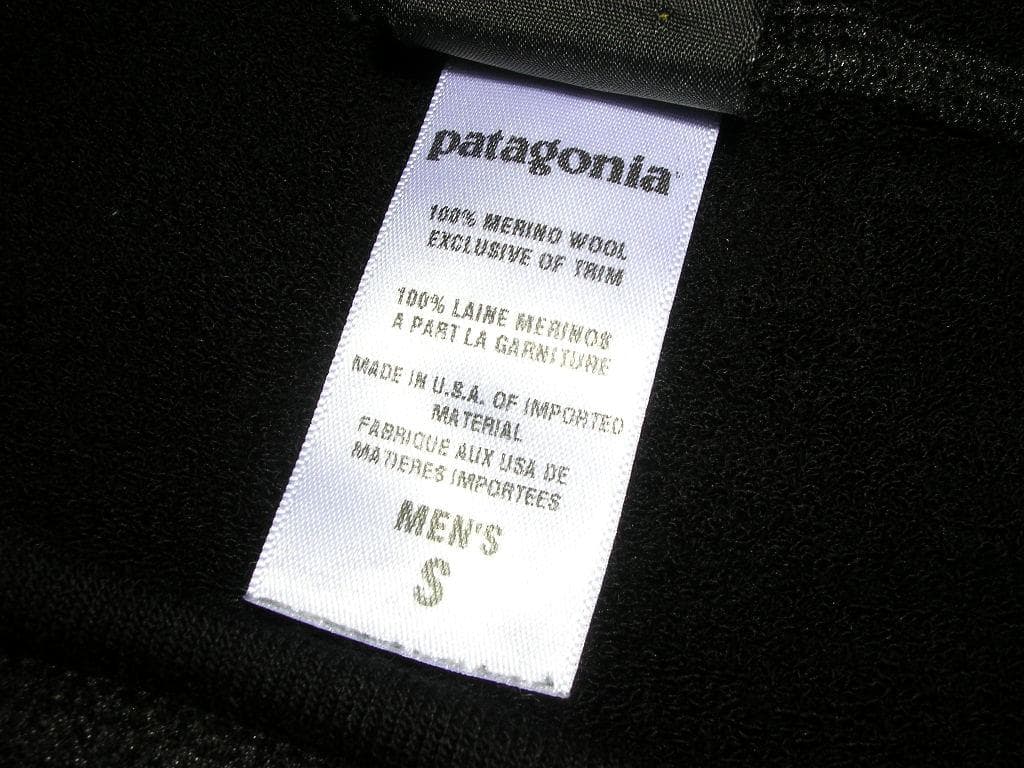 patagonia
100% MERINO WOOL
EXCLUSIVE OF TRIM
100% LAINE MERINOS
A PART LA GARNITURE
MADE IN U.S.A. OF IMPORTED
MATERIAL
FABRIQUE AUX USA DE
MATIERES IMPORTEES
MEN'S
S